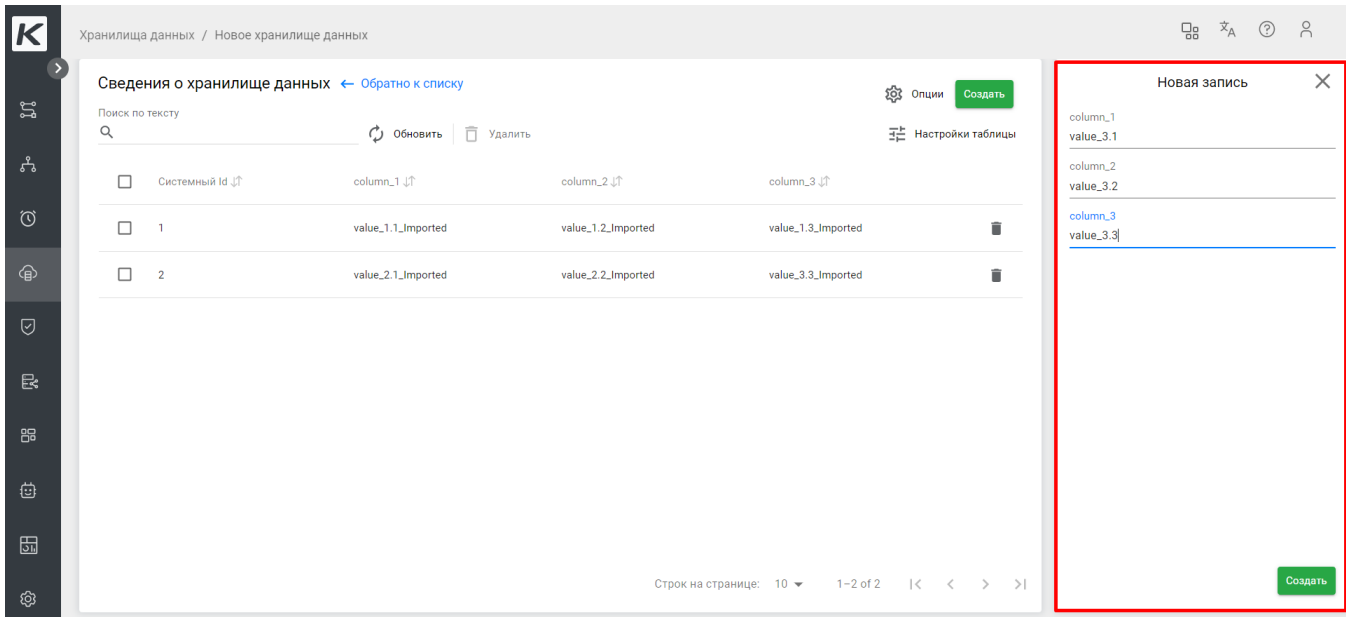 K
Хранилища данных / Новое хранилище данных
Сведения о хранилище данных ← Обратно к списку
Опции Создать
Поиск по тексту
Обновить Удалить Настройки таблицы
Системный Id column_1 column_2 column_3
1 value_1.1_Imported value_1.2_Imported value_1.3_Imported
2 value_2.1_Imported value_2.2_Imported value_3.3_Imported
Строк на странице: 10 1–2 of 2
Новая запись
column_1
value_3.1
column_2
value_3.2
column_3
value_3.3
Создать